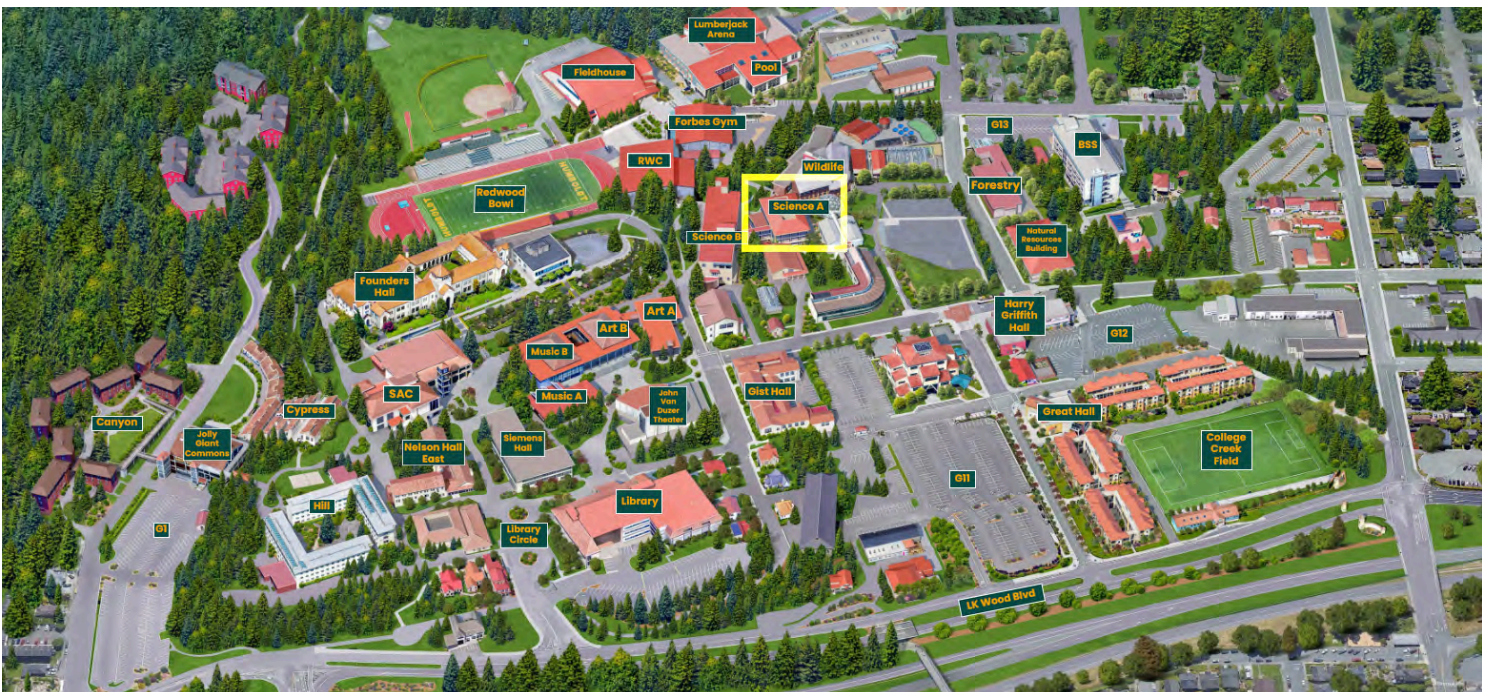 Lumberjack
Arena
Pool
Fieldhouse
Forbes Gym
G13
BSS
RWC
Wildlife
Redwood
Bowl
HUMBOLDT
HUMBOLDT
Forestry
Science A
Science B
Natural
Resources
Building
Founders
Hall
Art A
Art B
Harry
Griffith
Hall
G12
Music B
SAC
Music A
John
Van
Duzer
Theater
Gist Hall
Cypress
Great Hall
Canyon
Jolly
Giant
Commons
Nelson Hall
East
Siemens
Hall
College
Creek
Field
G11
Hill
Library
G1
Library
Circle
LK Wood Blvd